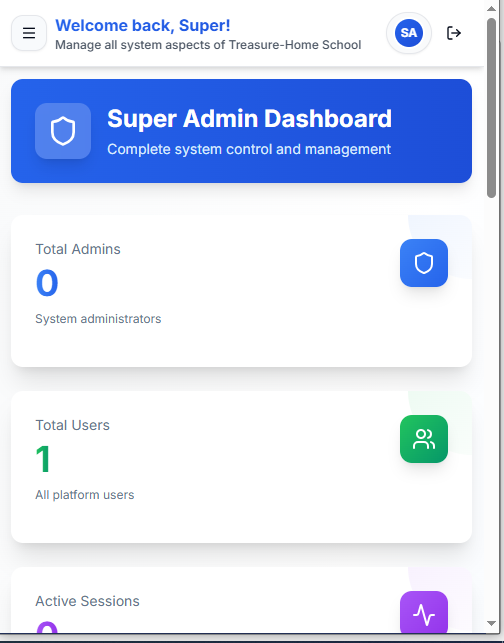 Welcome back, Super!
Manage all system aspects of Treasure-Home School
SA
Super Admin Dashboard
Complete system control and management
Total Admins
0
System administrators
Total Users
1
All platform users
Active Sessions
0